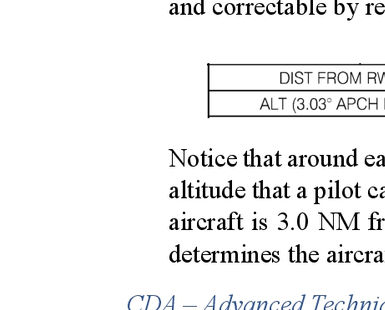 and correctable by re
DIST FROM RW
ALT (3.03° APCH
Notice that around ea
altitude that a pilot ca
aircraft is 3.0 NM fr
determines the aircra
CDA – Advanced Techni